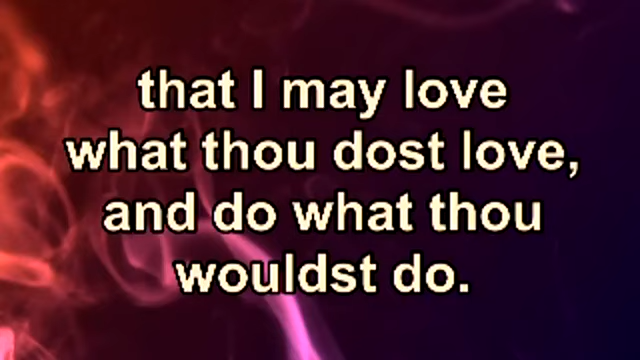 that I may love
what thou dost love,
and do what thou
wouldst do.